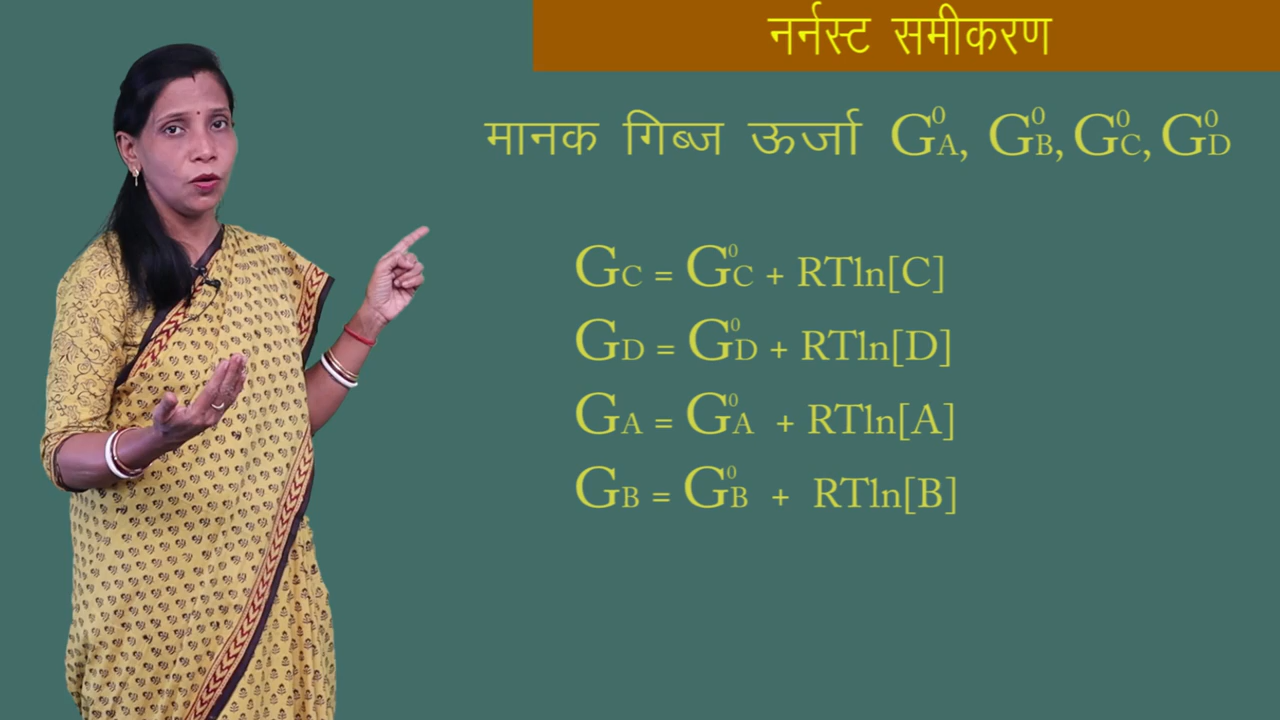 नर्नस्ट समीकरण
मानक गिब्ज ऊर्जा G⁰A, G⁰B, G⁰C, G⁰D
GC = G⁰C + RTln[C]
GD = G⁰D + RTln[D]
GA = G⁰A + RTln[A]
GB = G⁰B + RTln[B]